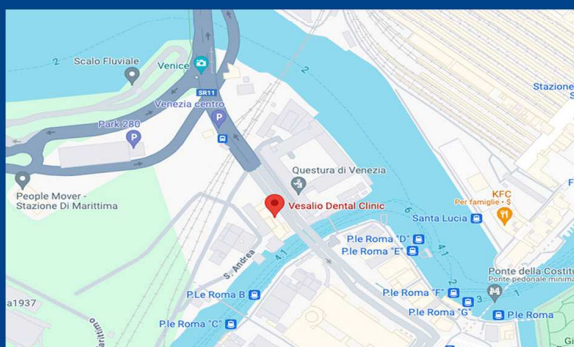 Scalo Fluviale
Venice
SR11
Venezia centro
P
Park 280
P
Questura di Venezia
People Mover -
Stazione Di Marittima
Vesalio Dental Clinic
Stazione
S
KFC
Per famiglie · $
Santa Lucia
P.le Roma "D"
P.le Roma "E"
S. Andrea
Ponte della Costitu
Ponte pedonale minima
P.Le Roma B
P.le Roma "F"
P.le Roma "G"
P.le Roma
a1937
P.le Roma "C"
Gi